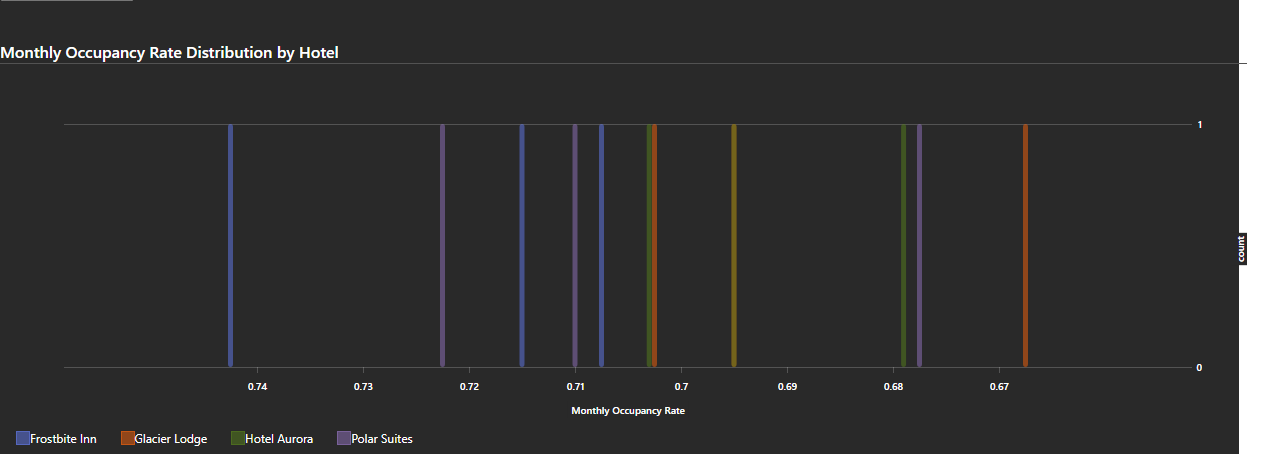 Monthly Occupancy Rate Distribution by Hotel
1
count
0
0.74 0.73 0.72 0.71 0.7 0.69 0.68 0.67
Monthly Occupancy Rate
Frostbite Inn Glacier Lodge Hotel Aurora Polar Suites